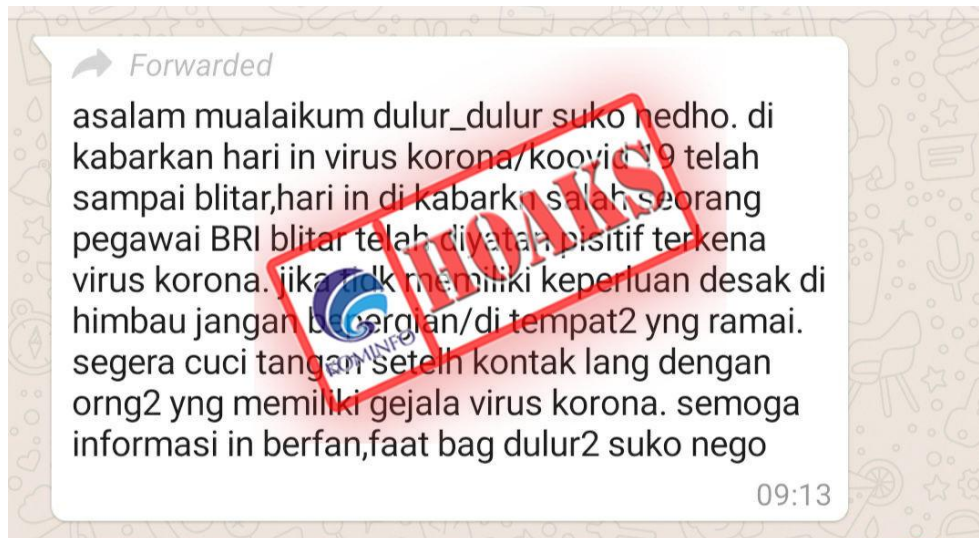 Forwarded
asalam mualaikum dulur_dulur suko nedho. di
kabarkan hari in virus korona/koovid 19 telah
sampai blitar,hari in di kabarkn salah seorang
pegawai BRI blitar telah diyatan pisitif terkena
virus korona. jika tidk memiliki keperluan desak di
himbau jangan bepergian/di tempat2 yng ramai.
segera cuci tangan setelh kontak lang dengan
orng2 yng memiliki gejala virus korona. semoga
informasi in berfan,faat bag dulur2 suko nego
09:13
HOAKS
KOMINFO